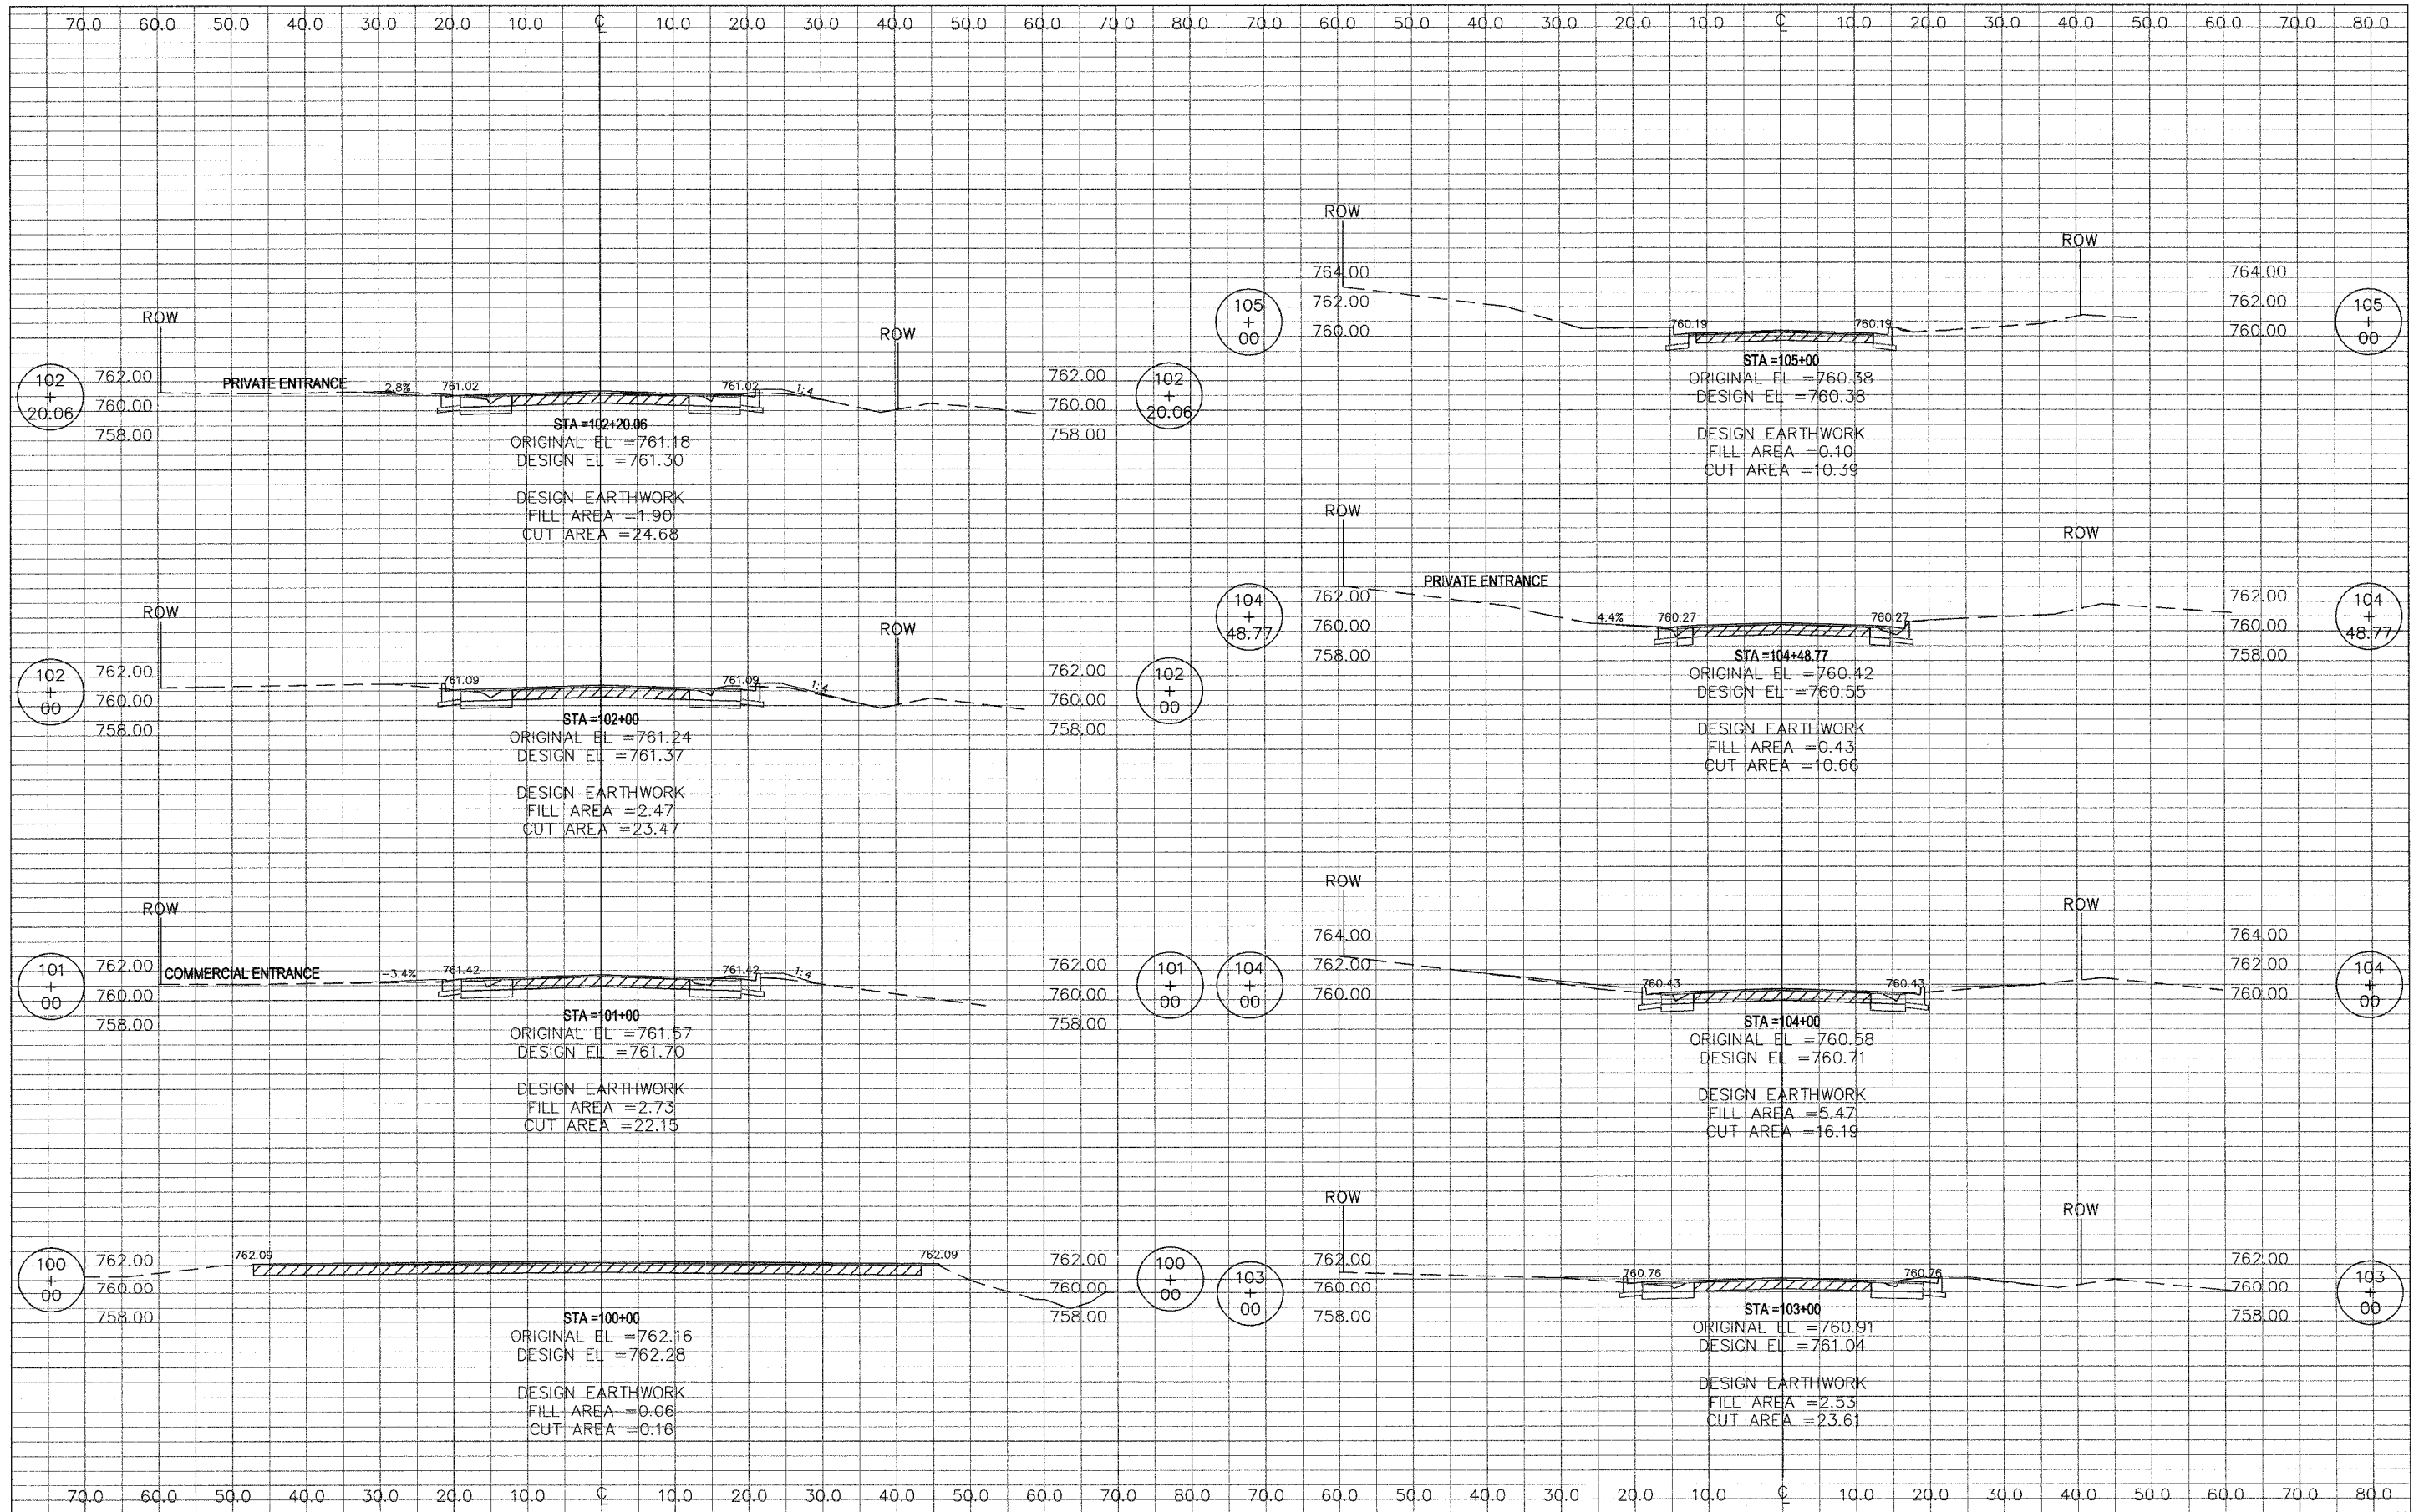 70.0 60.0 50.0 40.0 30.0 20.0 10.0 ℄ 10.0 20.0 30.0 40.0 50.0 60.0 70.0 80.0 70.0 60.0 50.0 40.0 30.0 20.0 10.0 ℄ 10.0 20.0 30.0 40.0 50.0 60.0 70.0 80.0
ROW
ROW
102
+
20.06
762.00
760.00
758.00
PRIVATE ENTRANCE
2.8%
761.02
761.02
1:4
762.00
760.00
758.00
102
+
20.06
STA =102+20.06
ORIGINAL EL =761.18
DESIGN EL =761.30
DESIGN EARTHWORK
FILL AREA =1.90
CUT AREA =24.68
ROW
ROW
102
+
00
762.00
760.00
758.00
761.09
761.09
1:4
762.00
760.00
758.00
102
+
00
STA =102+00
ORIGINAL EL =761.24
DESIGN EL =761.37
DESIGN EARTHWORK
FILL AREA =2.47
CUT AREA =23.47
ROW
101
+
00
762.00
760.00
758.00
COMMERCIAL ENTRANCE
-3.4%
761.42
761.42
1:4
762.00
760.00
758.00
101
+
00
STA =101+00
ORIGINAL EL =761.57
DESIGN EL =761.70
DESIGN EARTHWORK
FILL AREA =2.73
CUT AREA =22.15
100
+
00
762.00
760.00
758.00
762.09
762.09
762.00
760.00
758.00
100
+
00
STA =100+00
ORIGINAL EL =762.16
DESIGN EL =762.28
DESIGN EARTHWORK
FILL AREA =0.06
CUT AREA =0.16
ROW
ROW
105
+
00
764.00
762.00
760.00
760.19
760.19
764.00
762.00
760.00
105
+
00
STA =105+00
ORIGINAL EL =760.38
DESIGN EL =760.38
DESIGN EARTHWORK
FILL AREA =0.10
CUT AREA =10.39
ROW
ROW
104
+
48.77
762.00
760.00
758.00
PRIVATE ENTRANCE
4.4%
760.27
760.27
762.00
760.00
758.00
104
+
48.77
STA =104+48.77
ORIGINAL EL =760.42
DESIGN EL =760.55
DESIGN EARTHWORK
FILL AREA =0.43
CUT AREA =10.66
ROW
ROW
104
+
00
764.00
762.00
760.00
760.43
760.43
764.00
762.00
760.00
104
+
00
STA =104+00
ORIGINAL EL =760.58
DESIGN EL =760.71
DESIGN EARTHWORK
FILL AREA =5.47
CUT AREA =16.19
ROW
ROW
103
+
00
762.00
760.00
758.00
760.76
760.76
762.00
760.00
758.00
103
+
00
STA =103+00
ORIGINAL EL =760.91
DESIGN EL =761.04
DESIGN EARTHWORK
FILL AREA =2.53
CUT AREA =23.61
70.0 60.0 50.0 40.0 30.0 20.0 10.0 ℄ 10.0 20.0 30.0 40.0 50.0 60.0 70.0 80.0 70.0 60.0 50.0 40.0 30.0 20.0 10.0 ℄ 10.0 20.0 30.0 40.0 50.0 60.0 70.0 80.0